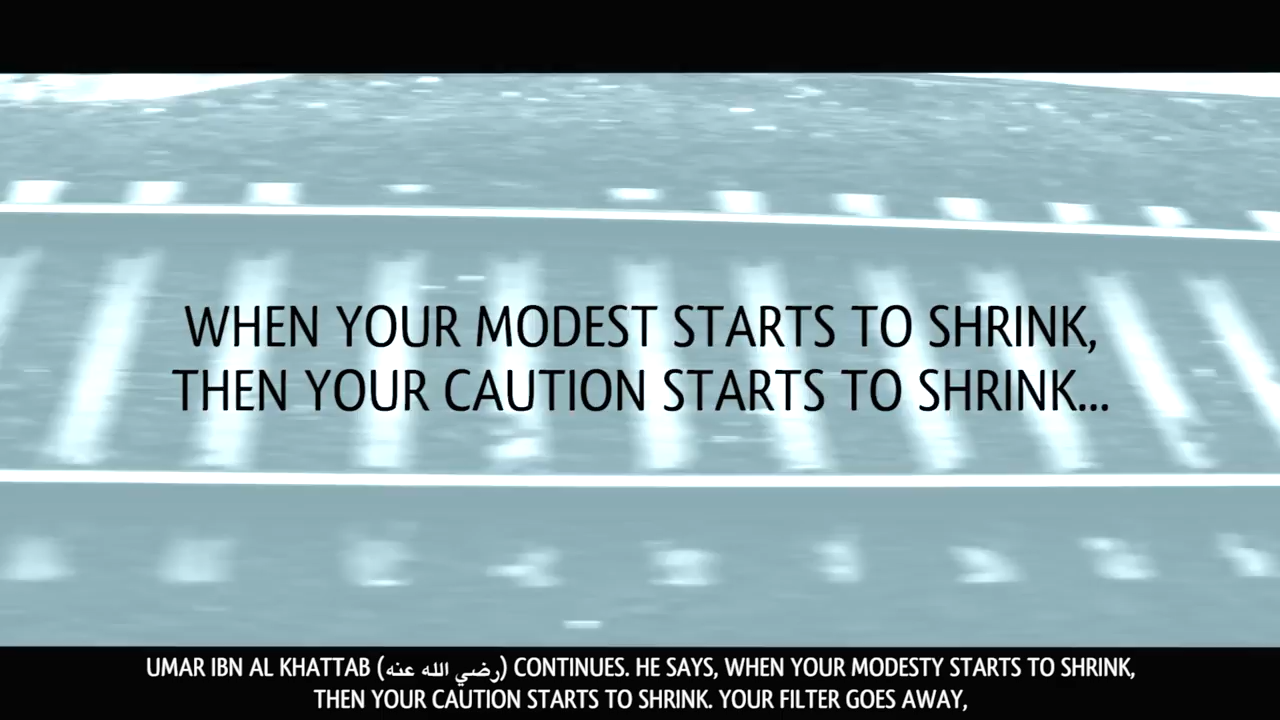 WHEN YOUR MODEST STARTS TO SHRINK,
THEN YOUR CAUTION STARTS TO SHRINK...
UMAR IBN AL KHATTAB (رضي الله عنه) CONTINUES. HE SAYS, WHEN YOUR MODESTY STARTS TO SHRINK,
THEN YOUR CAUTION STARTS TO SHRINK. YOUR FILTER GOES AWAY,